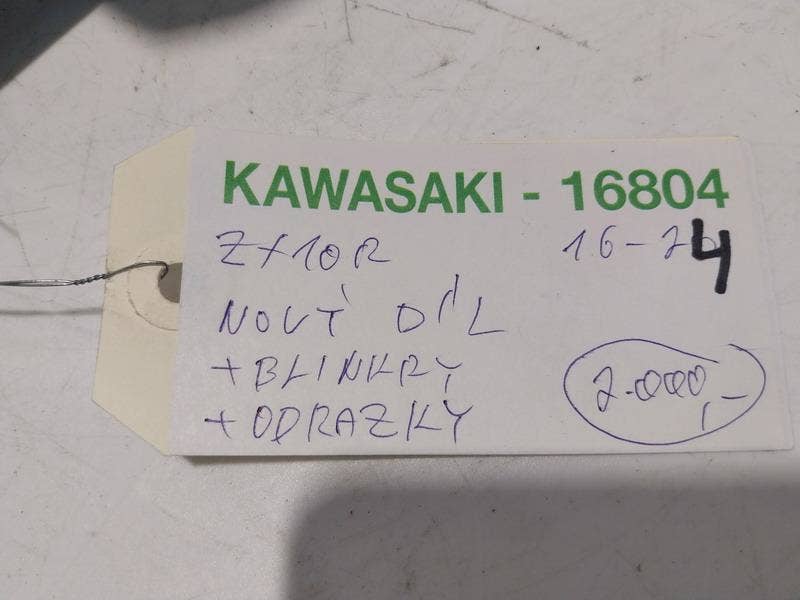 KAWASAKI - 16804
ZX10R 16-24
NOVÝ DÍL
+ BLINKRY
+ ODRAZKY 2.000,-